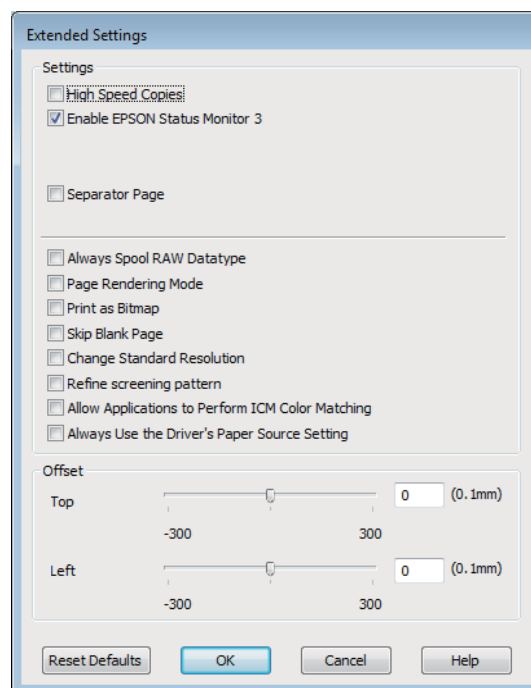 Extended Settings
Settings
High Speed Copies
Enable EPSON Status Monitor 3
Separator Page
Always Spool RAW Datatype
Page Rendering Mode
Print as Bitmap
Skip Blank Page
Change Standard Resolution
Refine screening pattern
Allow Applications to Perform ICM Color Matching
Always Use the Driver's Paper Source Setting
Offset
Top 0 (0.1mm)
-300 300
Left 0 (0.1mm)
-300 300
Reset Defaults OK Cancel Help